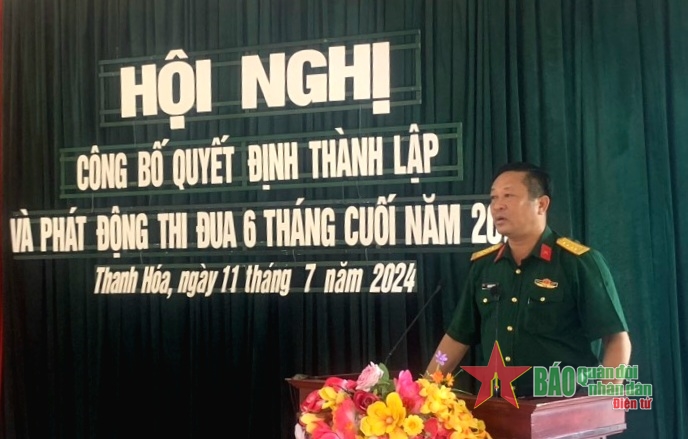 HỘI NGHỊ
CÔNG BỐ QUYẾT ĐỊNH THÀNH LẬP
VÀ PHÁT ĐỘNG THI ĐUA 6 THÁNG CUỐI NĂM 20
Thanh Hóa, ngày 11 tháng 7 năm 2024
BÁO Quân đội
nhân dân
Điện tử